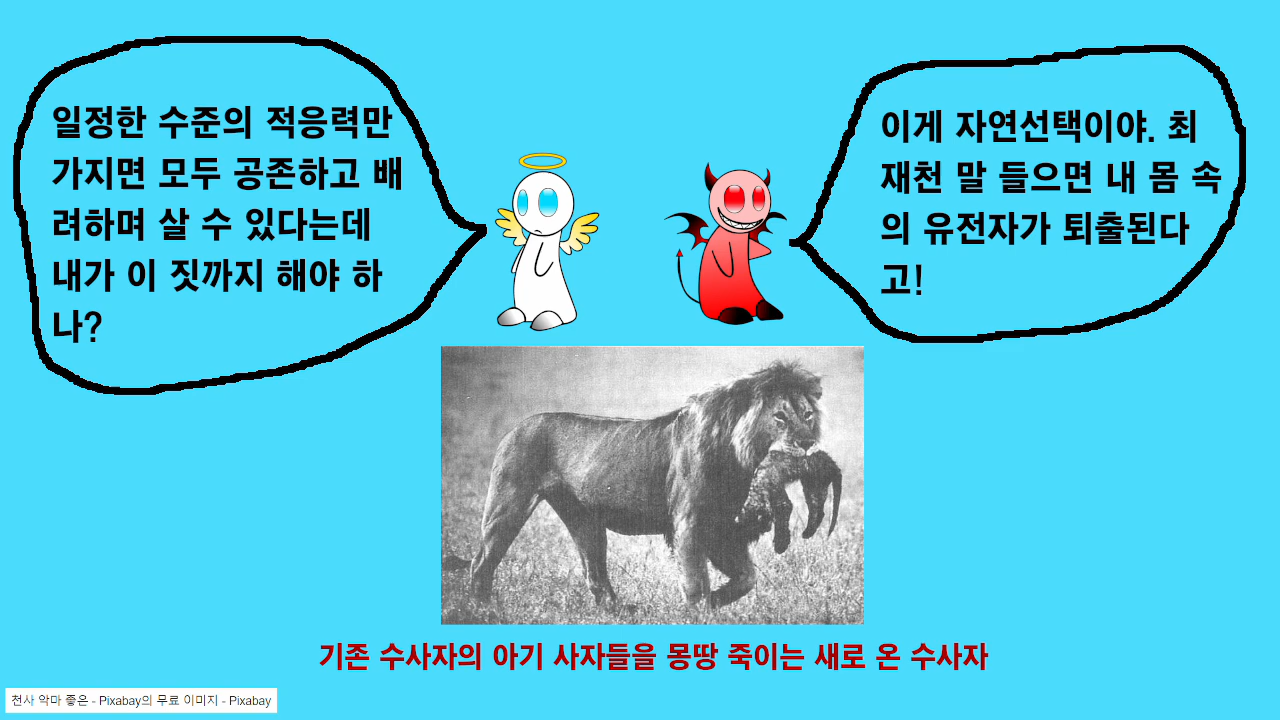 일정한 수준의 적응력만
가지면 모두 공존하고 배
려하며 살 수 있다는데
내가 이 짓까지 해야 하
나?
이게 자연선택이야. 최
재천 말 들으면 내 몸 속
의 유전자가 퇴출된다
고!
기존 수사자의 아기 사자들을 몽땅 죽이는 새로 온 수사자
천사 악마 좋은 - Pixabay의 무료 이미지 - Pixabay